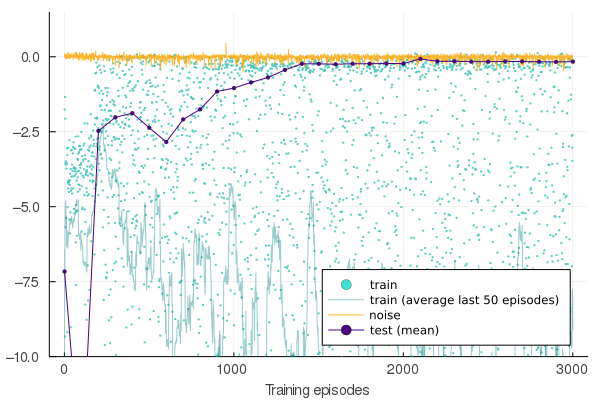 0.0
−2.5
−5.0
−7.5
−10.0
0
1000
2000
3000
Training episodes
train
train (average last 50 episodes)
noise
test (mean)